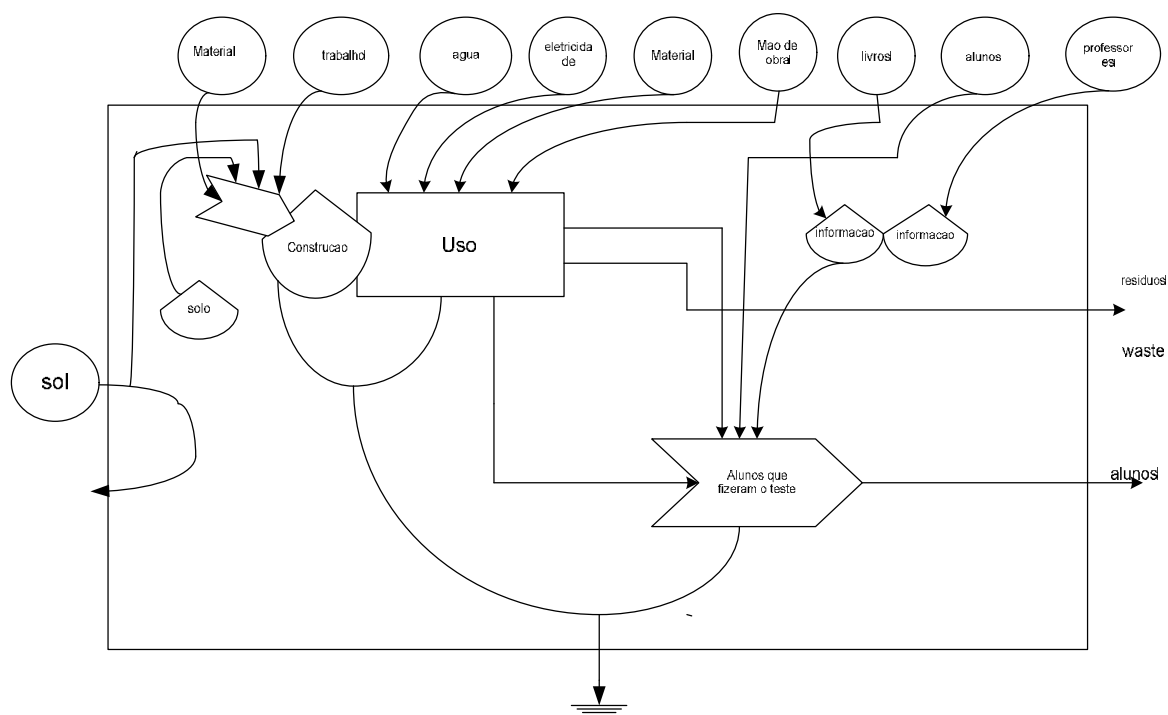 Material
trabalho
agua
eletricida
de
Material
Mao de
obra
livros
alunos
professor
es
Construcao
Uso
informacao
informacao
solo
residuos
waste
sol
Alunos que
fizeram o teste
alunos